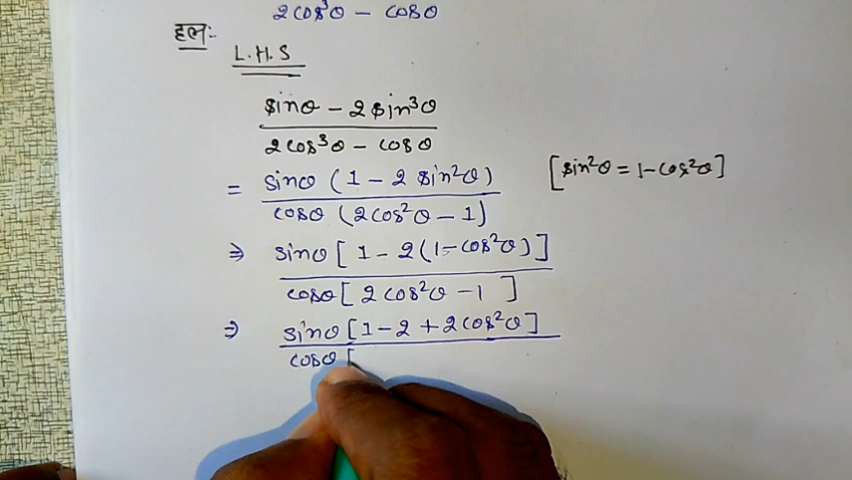 2cos³θ - cosθ
हल:-
L.H.S
sinθ - 2sin³θ
2cos³θ - cosθ
= sinθ (1 - 2 sin²θ) [sin²θ = 1-cos²θ]
cosθ (2cos²θ - 1)
⇒ sinθ [1 - 2(1-cos²θ)]
cosθ [2cos²θ - 1]
⇒ sinθ [1-2+2cos²θ]
cosθ [